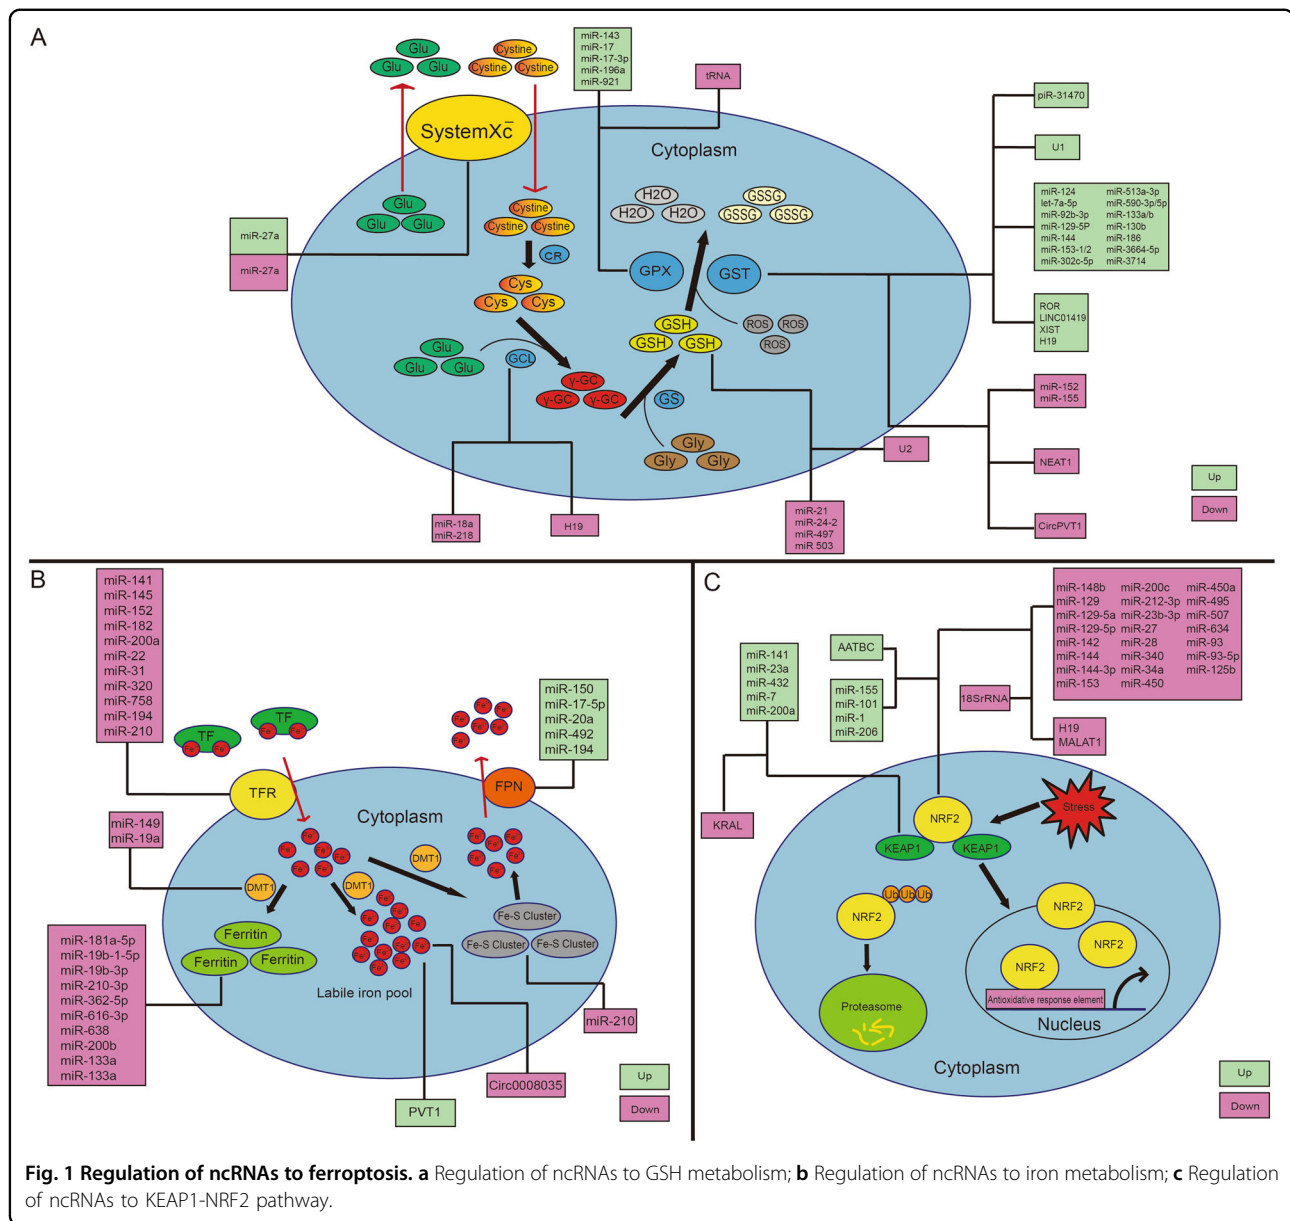 A
Glu
Glu
Glu
Cystine
Cystine
Cystine
miR-143
miR-17
miR-17-3p
miR-196a
miR-921
tRNA
SystemXc̄
Cytoplasm
piR-31470
U1
miR-124
let-7a-5p
miR-92b-3p
miR-129-5P
miR-144
miR-153-1/2
miR-302c-5p
miR-513a-3p
miR-590-3p/5p
miR-133a/b
miR-130b
miR-186
miR-3664-5p
miR-3714
ROR
LINC01419
XIST
H19
miR-27a
miR-27a
Glu
Glu
Glu
Cystine
Cystine
Cystine
CR
Cys
Cys
Cys
H2O
H2O
H2O
GSSG
GSSG
GSSG
GPX
GST
GSH
GSH
GSH
ROS
ROS
ROS
Glu
Glu
Glu
GCL
γ-GC
γ-GC
γ-GC
GS
Gly
Gly
Gly
miR-18a
miR-218
H19
miR-21
miR-24-2
miR-497
miR 503
U2
miR-152
miR-155
NEAT1
CircPVT1
Up
Down
B
miR-141
miR-145
miR-152
miR-182
miR-200a
miR-22
miR-31
miR-320
miR-758
miR-194
miR-210
TF
TF
miR-150
miR-17-5p
miR-20a
miR-492
miR-194
TFR
FPN
Cytoplasm
miR-149
miR-19a
DMT1
DMT1
DMT1
Ferritin
Ferritin
Ferritin
Fe-S Cluster
Fe-S Cluster
Fe-S Cluster
Labile iron pool
miR-181a-5p
miR-19b-1-5p
miR-19b-3p
miR-210-3p
miR-362-5p
miR-616-3p
miR-638
miR-200b
miR-133a
miR-133a
miR-210
Circ0008035
PVT1
Up
Down
C
miR-141
miR-23a
miR-432
miR-7
miR-200a
AATBC
miR-155
miR-101
miR-1
miR-206
miR-148b
miR-129
miR-129-5a
miR-129-5p
miR-142
miR-144
miR-144-3p
miR-153
miR-200c
miR-212-3p
miR-23b-3p
miR-27
miR-28
miR-340
miR-34a
miR-450
miR-450a
miR-495
miR-507
miR-634
miR-93
miR-93-5p
miR-125b
18SrRNA
H19
MALAT1
KRAL
Stress
NRF2
KEAP1
KEAP1
Ub
Ub
Ub
NRF2
Proteasome
NRF2
NRF2
NRF2
Antioxidative response element
Nucleus
Cytoplasm
Up
Down
Fig. 1 Regulation of ncRNAs to ferroptosis. a Regulation of ncRNAs to GSH metabolism; b Regulation of ncRNAs to iron metabolism; c Regulation
of ncRNAs to KEAP1-NRF2 pathway.